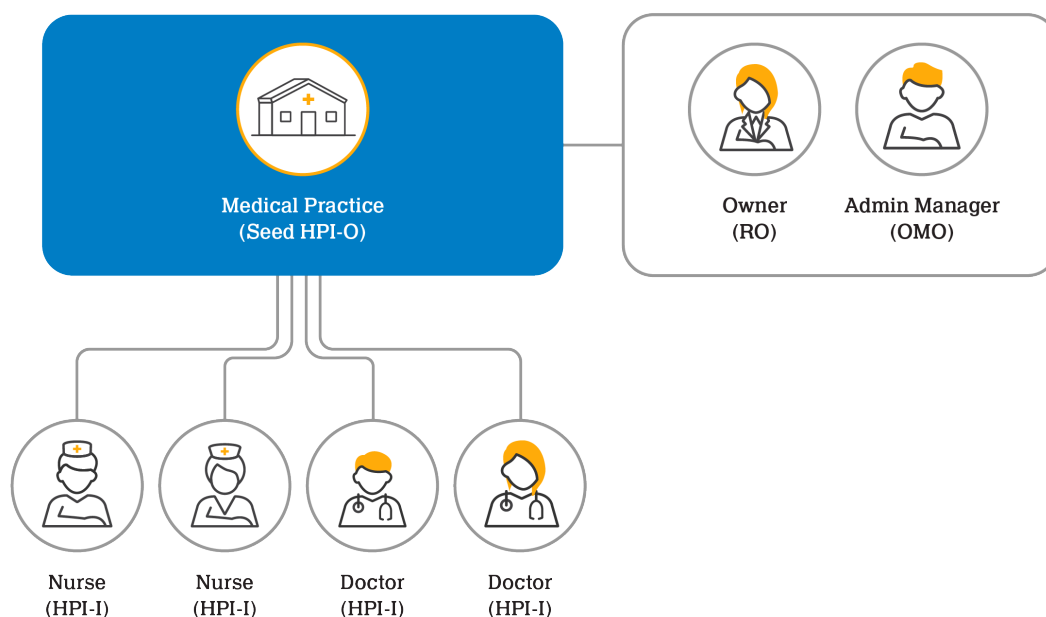 Medical Practice
(Seed HPI-O)
Owner
(RO)
Admin Manager
(OMO)
Nurse
(HPI-I)
Nurse
(HPI-I)
Doctor
(HPI-I)
Doctor
(HPI-I)